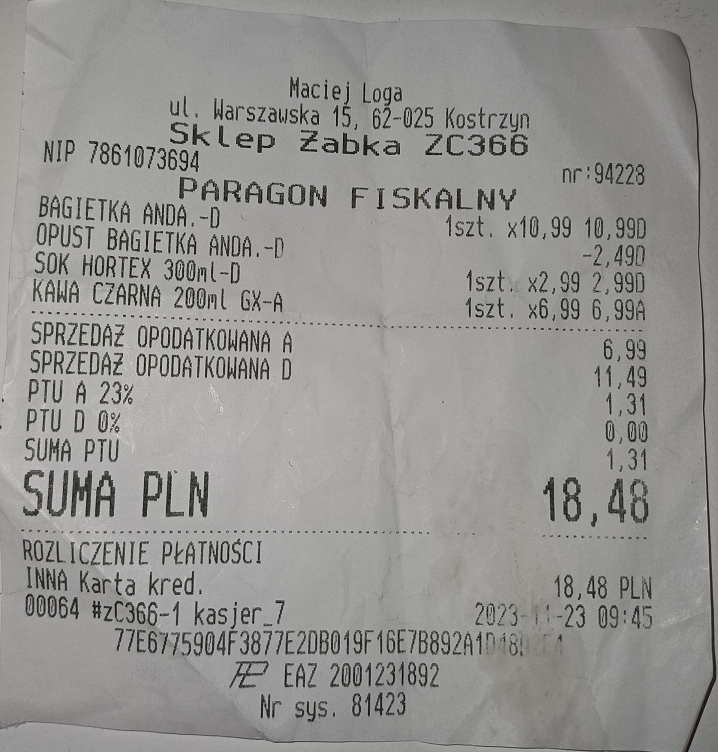 Maciej Loga
ul. Warszawska 15, 62-025 Kostrzyn
Sklep Żabka ZC366
NIP 7861073694 nr:94228
PARAGON FISKALNY
BAGIETKA ANDA.-D 1szt. x10,99 10,99D
OPUST BAGIETKA ANDA.-D -2,49D
SOK HORTEX 300ml-D 1szt. x2,99 2,99D
KAWA CZARNA 200ml GX-A 1szt. x6,99 6,99A
SPRZEDAŻ OPODATKOWANA A 6,99
SPRZEDAŻ OPODATKOWANA D 11,49
PTU A 23% 1,31
PTU D 0% 0,00
SUMA PTU 1,31
SUMA PLN 18,48
ROZLICZENIE PŁATNOŚCI
INNA Karta kred. 18,48 PLN
00064 #zC366-1 kasjer_7 2023-11-23 09:45
EAZ 2001231892
Nr sys. 81423